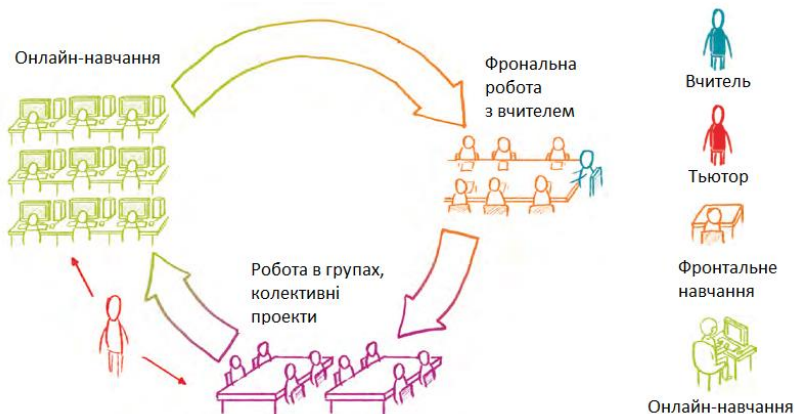 Онлайн-навчання
Фрональна
робота
з вчителем
Робота в групах,
колективні
проекти
Вчитель
Тьютор
Фронтальне
навчання
Онлайн-навчання